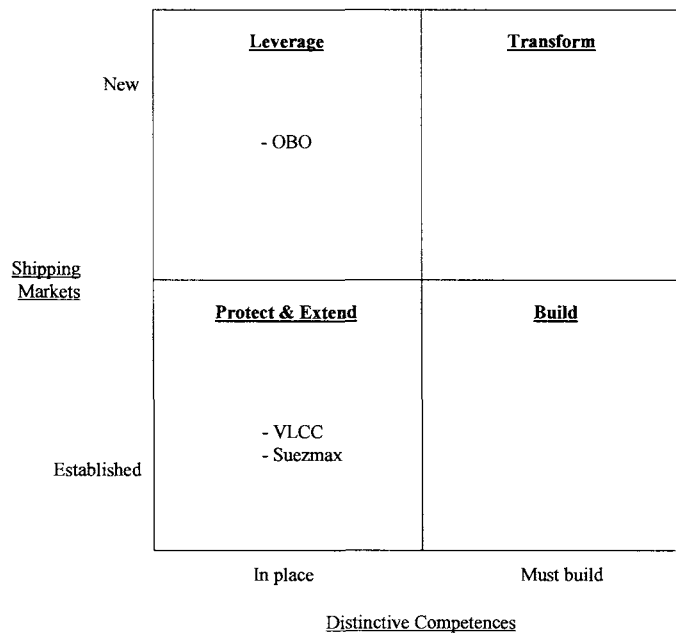 Leverage
Transform
New
- OBO
Shipping
Markets
Protect & Extend
Build
- VLCC
- Suezmax
Established
In place
Must build
Distinctive Competences